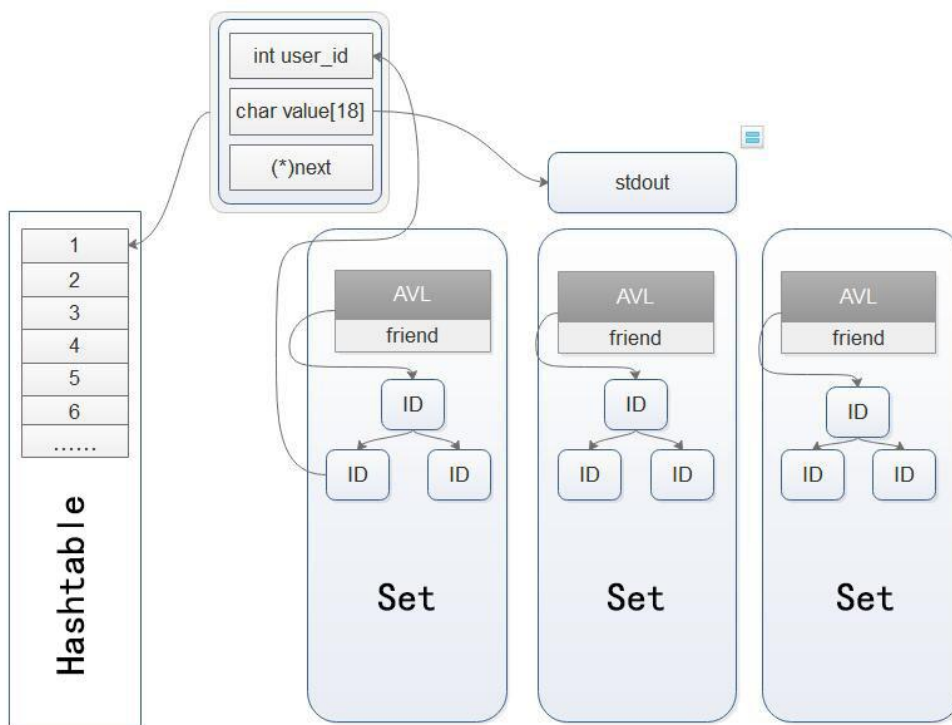 int user_id
char value[18]
(*)next
stdout
1
2
3
4
5
6
......
Hashtable
AVL
friend
ID
ID
ID
Set
AVL
friend
ID
ID
ID
Set
AVL
friend
ID
ID
ID
Set